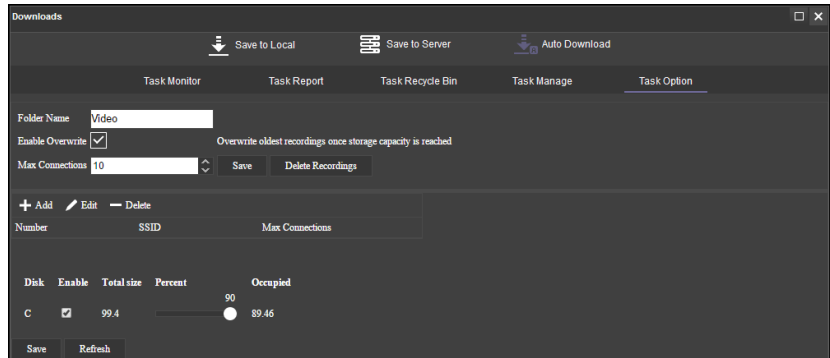 Downloads
Save to Local Save to Server Auto Download
Task Monitor Task Report Task Recycle Bin Task Manage Task Option
Folder Name Video
Enable Overwrite Overwrite oldest recordings once storage capacity is reached
Max Connections 10 Save Delete Recordings
Add Edit Delete
Number SSID Max Connections
Disk Enable Total size Percent Occupied
90
C 99.4 89.46
Save Refresh